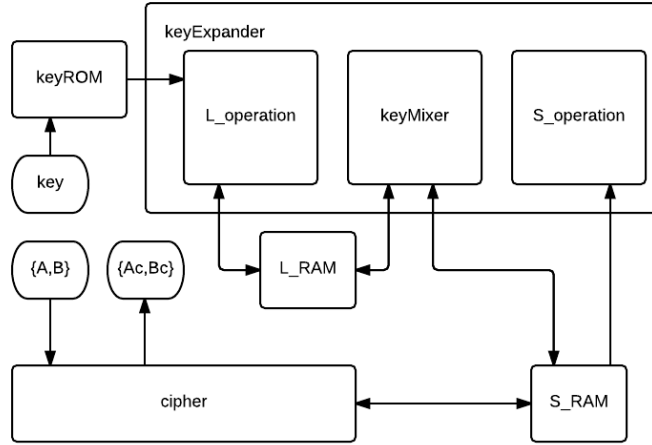 keyExpander
keyROM
L_operation
keyMixer
S_operation
key
{A,B}
{Ac,Bc}
L_RAM
cipher
S_RAM